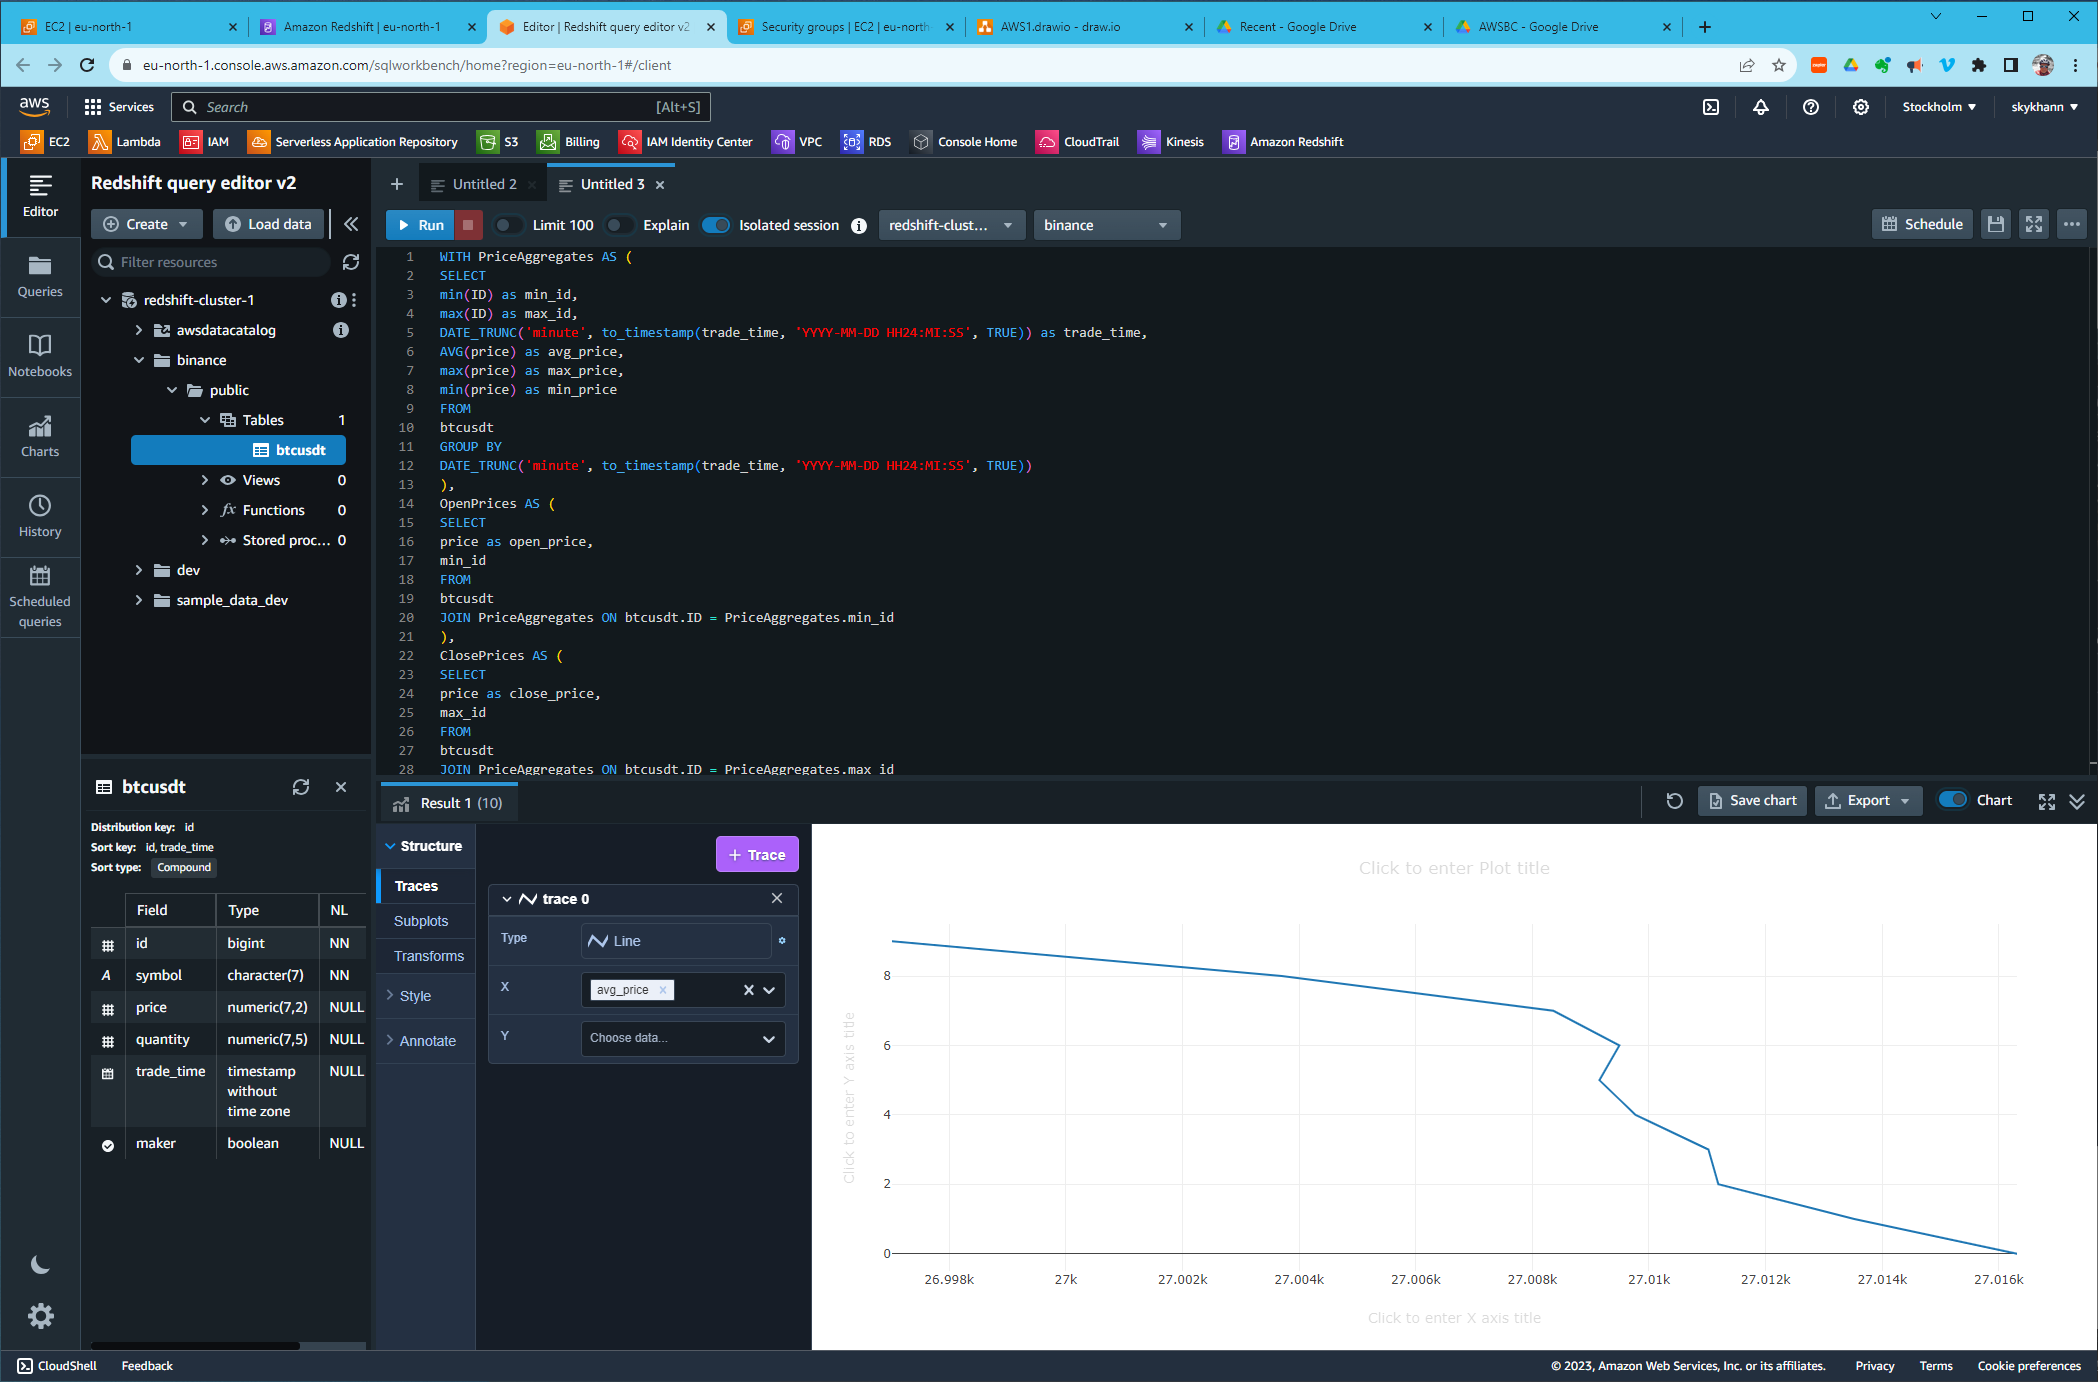 EC2 | eu-north-1
Amazon Redshift | eu-north-1
Editor | Redshift query editor v2
Security groups | EC2 | eu-north
AWS1.drawio - draw.io
Recent - Google Drive
AWSBC - Google Drive
eu-north-1.console.aws.amazon.com/sqlworkbench/home?region=eu-north-1#/client
aws
Services
Search
[Alt+S]
Stockholm
skykhann
EC2
Lambda
IAM
Serverless Application Repository
S3
Billing
IAM Identity Center
VPC
RDS
Console Home
CloudTrail
Kinesis
Amazon Redshift
Editor
Queries
Notebooks
Charts
History
Scheduled
queries
Redshift query editor v2
Create
Load data
Filter resources
redshift-cluster-1
awsdatacatalog
binance
public
Tables 1
btcusdt
Views 0
Functions 0
Stored proc... 0
dev
sample_data_dev
Untitled 2
Untitled 3
Run
Limit 100
Explain
Isolated session
redshift-clust...
binance
Schedule
1 WITH PriceAggregates AS (
2 SELECT
3 min(ID) as min_id,
4 max(ID) as max_id,
5 DATE_TRUNC('minute', to_timestamp(trade_time, 'YYYY-MM-DD HH24:MI:SS', TRUE)) as trade_time,
6 AVG(price) as avg_price,
7 max(price) as max_price,
8 min(price) as min_price
9 FROM
10 btcusdt
11 GROUP BY
12 DATE_TRUNC('minute', to_timestamp(trade_time, 'YYYY-MM-DD HH24:MI:SS', TRUE))
13 ),
14 OpenPrices AS (
15 SELECT
16 price as open_price,
17 min_id
18 FROM
19 btcusdt
20 JOIN PriceAggregates ON btcusdt.ID = PriceAggregates.min_id
21 ),
22 ClosePrices AS (
23 SELECT
24 price as close_price,
25 max_id
26 FROM
27 btcusdt
28 JOIN PriceAggregates ON btcusdt.ID = PriceAggregates.max_id
btcusdt
Distribution key: id
Sort key: id, trade_time
Sort type: Compound
Field Type NL
id bigint NN
symbol character(7) NN
price numeric(7,2) NULL
quantity numeric(7,5) NULL
trade_time timestamp NULL
without
time zone
maker boolean NULL
Result 1 (10)
Save chart
Export
Chart
Structure
Traces
Subplots
Transforms
Style
Annotate
+ Trace
trace 0
Type Line
X avg_price
Y Choose data...
Click to enter Plot title
Click to enter Y axis title
8
6
4
2
0
26.998k 27k 27.002k 27.004k 27.006k 27.008k 27.01k 27.012k 27.014k 27.016k
Click to enter X axis title
CloudShell
Feedback
© 2023, Amazon Web Services, Inc. or its affiliates.
Privacy
Terms
Cookie preferences